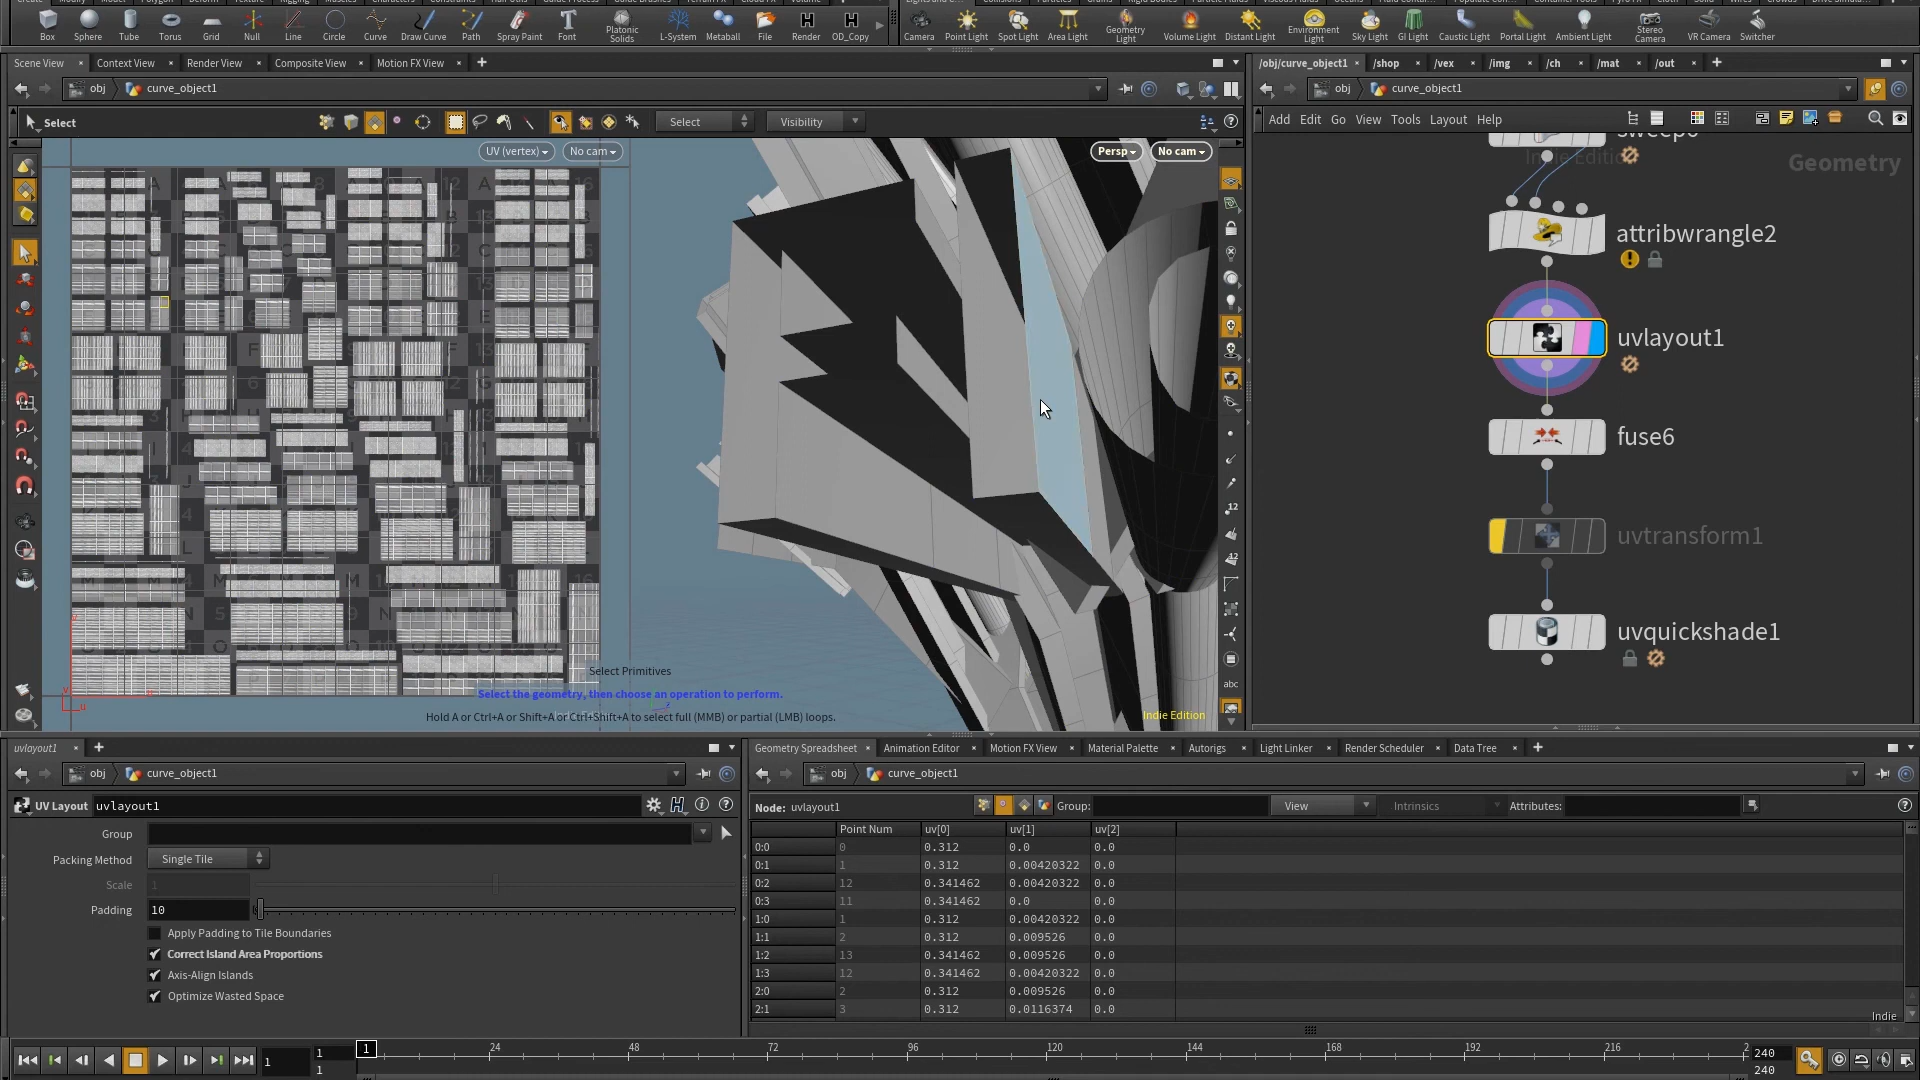 Box Sphere Tube Torus Grid Null Line Circle Curve Draw Curve Path Spray Paint Font Platonic Solids L-System Metaball File Render OD_Copy
Camera Point Light Spot Light Area Light Geometry Light Volume Light Distant Light Environment Light Sky Light GI Light Caustic Light Portal Light Ambient Light Stereo Camera VR Camera Switcher
Scene View Context View Render View Composite View Motion FX View
/obj/curve_object1 /shop /vex /img /ch /mat /out
obj curve_object1
obj curve_object1
Select
Select Visibility
Add Edit Go View Tools Layout Help
UV (vertex) No cam
Persp No cam
sweep6
Indie Edition
Geometry
attribwrangle2
uvlayout1
fuse6
uvtransform1
uvquickshade1
Select Primitives
Select the geometry, then choose an operation to perform.
Hold A or Ctrl+A or Shift+A or Ctrl+Shift+A to select full (MMB) or partial (LMB) loops.
Indie Edition
abc
uvlayout1
obj curve_object1
UV Layout uvlayout1
Group
Packing Method Single Tile
Scale 1
Padding 10
Apply Padding to Tile Boundaries
Correct Island Area Proportions
Axis-Align Islands
Optimize Wasted Space
Geometry Spreadsheet Animation Editor Motion FX View Material Palette Autorigs Light Linker Render Scheduler Data Tree
obj curve_object1
Node: uvlayout1 Group: View Intrinsics Attributes:
Point Num uv[0] uv[1] uv[2]
0:0 0 0.312 0.0 0.0
0:1 1 0.312 0.00420322 0.0
0:2 12 0.341462 0.00420322 0.0
0:3 11 0.341462 0.0 0.0
1:0 1 0.312 0.00420322 0.0
1:1 2 0.312 0.009526 0.0
1:2 13 0.341462 0.009526 0.0
1:3 12 0.341462 0.00420322 0.0
2:0 2 0.312 0.009526 0.0
2:1 3 0.312 0.0116374 0.0
Indie
1 1 1 1 24 48 72 96 120 144 168 192 216 2 240
240